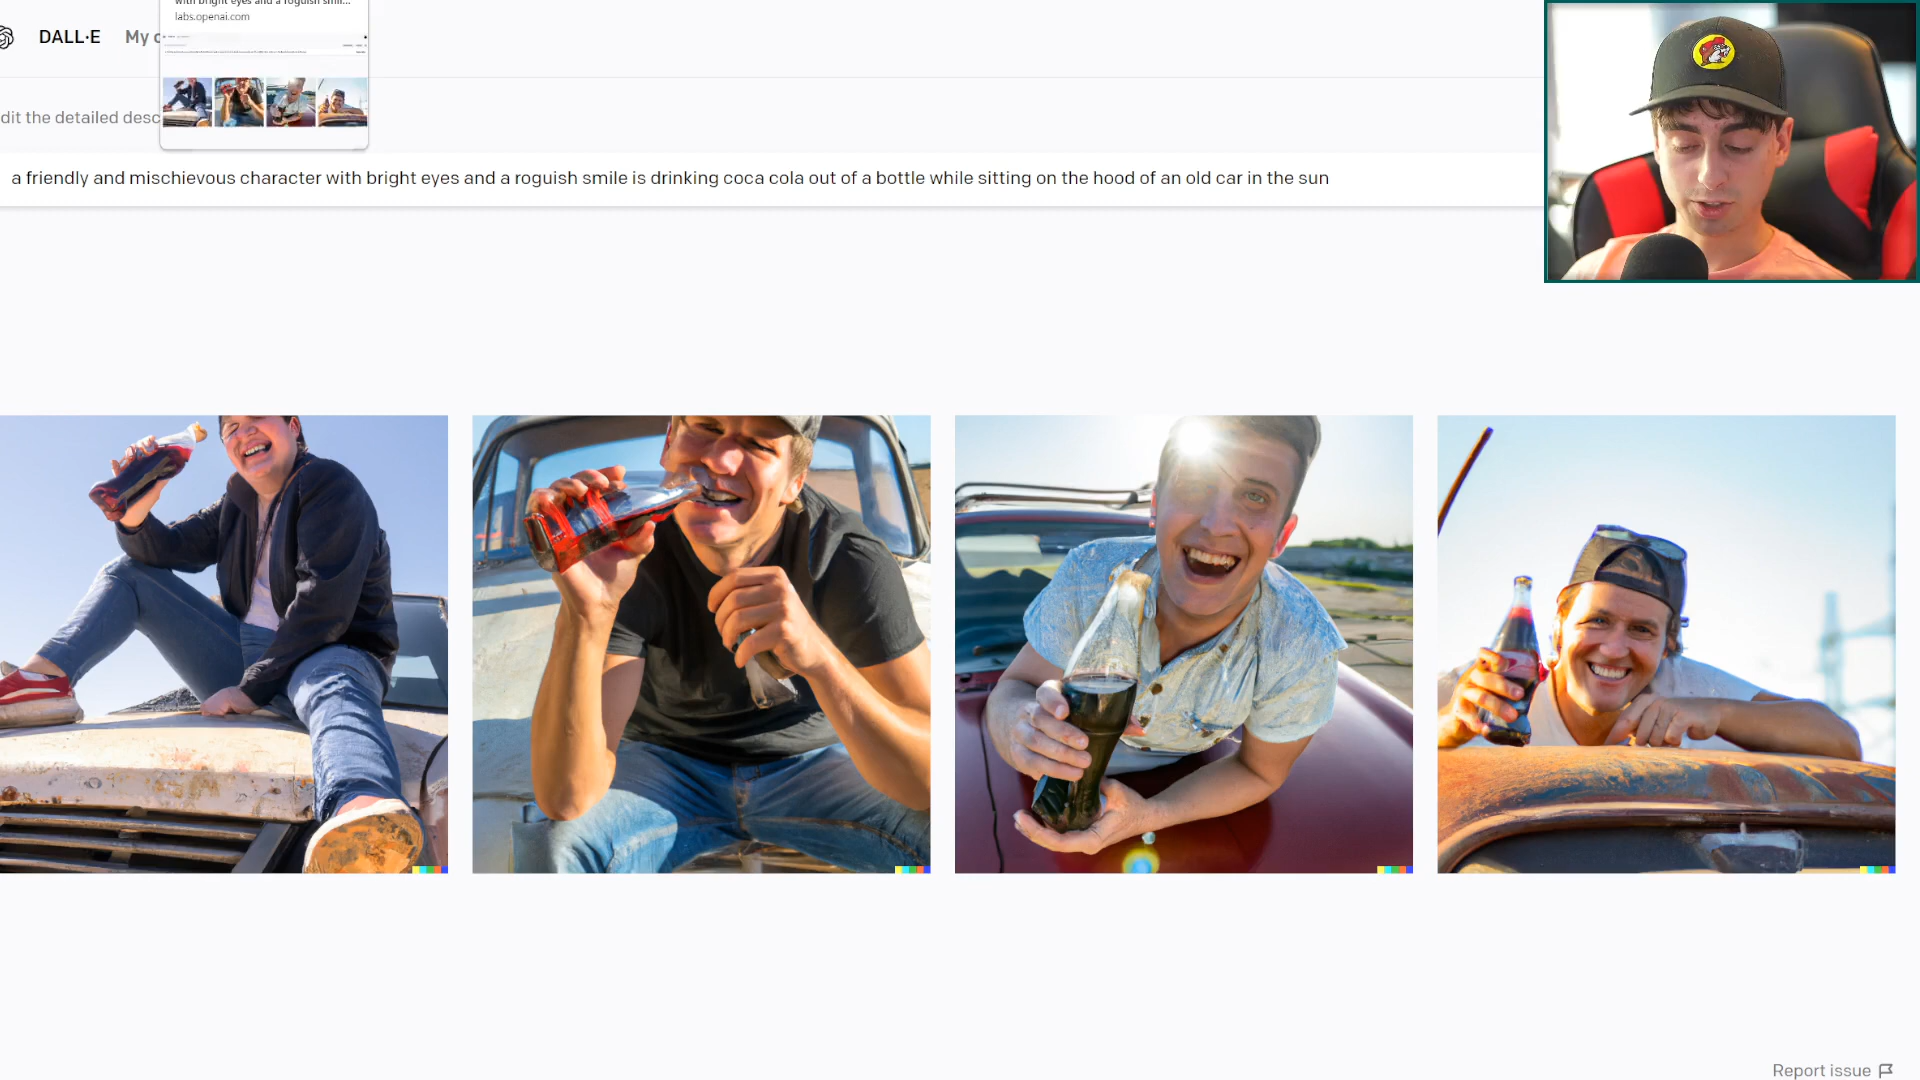 with bright eyes and a roguish smil...
labs.openai.com
DALL·E
My c
dit the detailed desc
a friendly and mischievous character with bright eyes and a roguish smile is drinking coca cola out of a bottle while sitting on the hood of an old car in the sun
Report issue